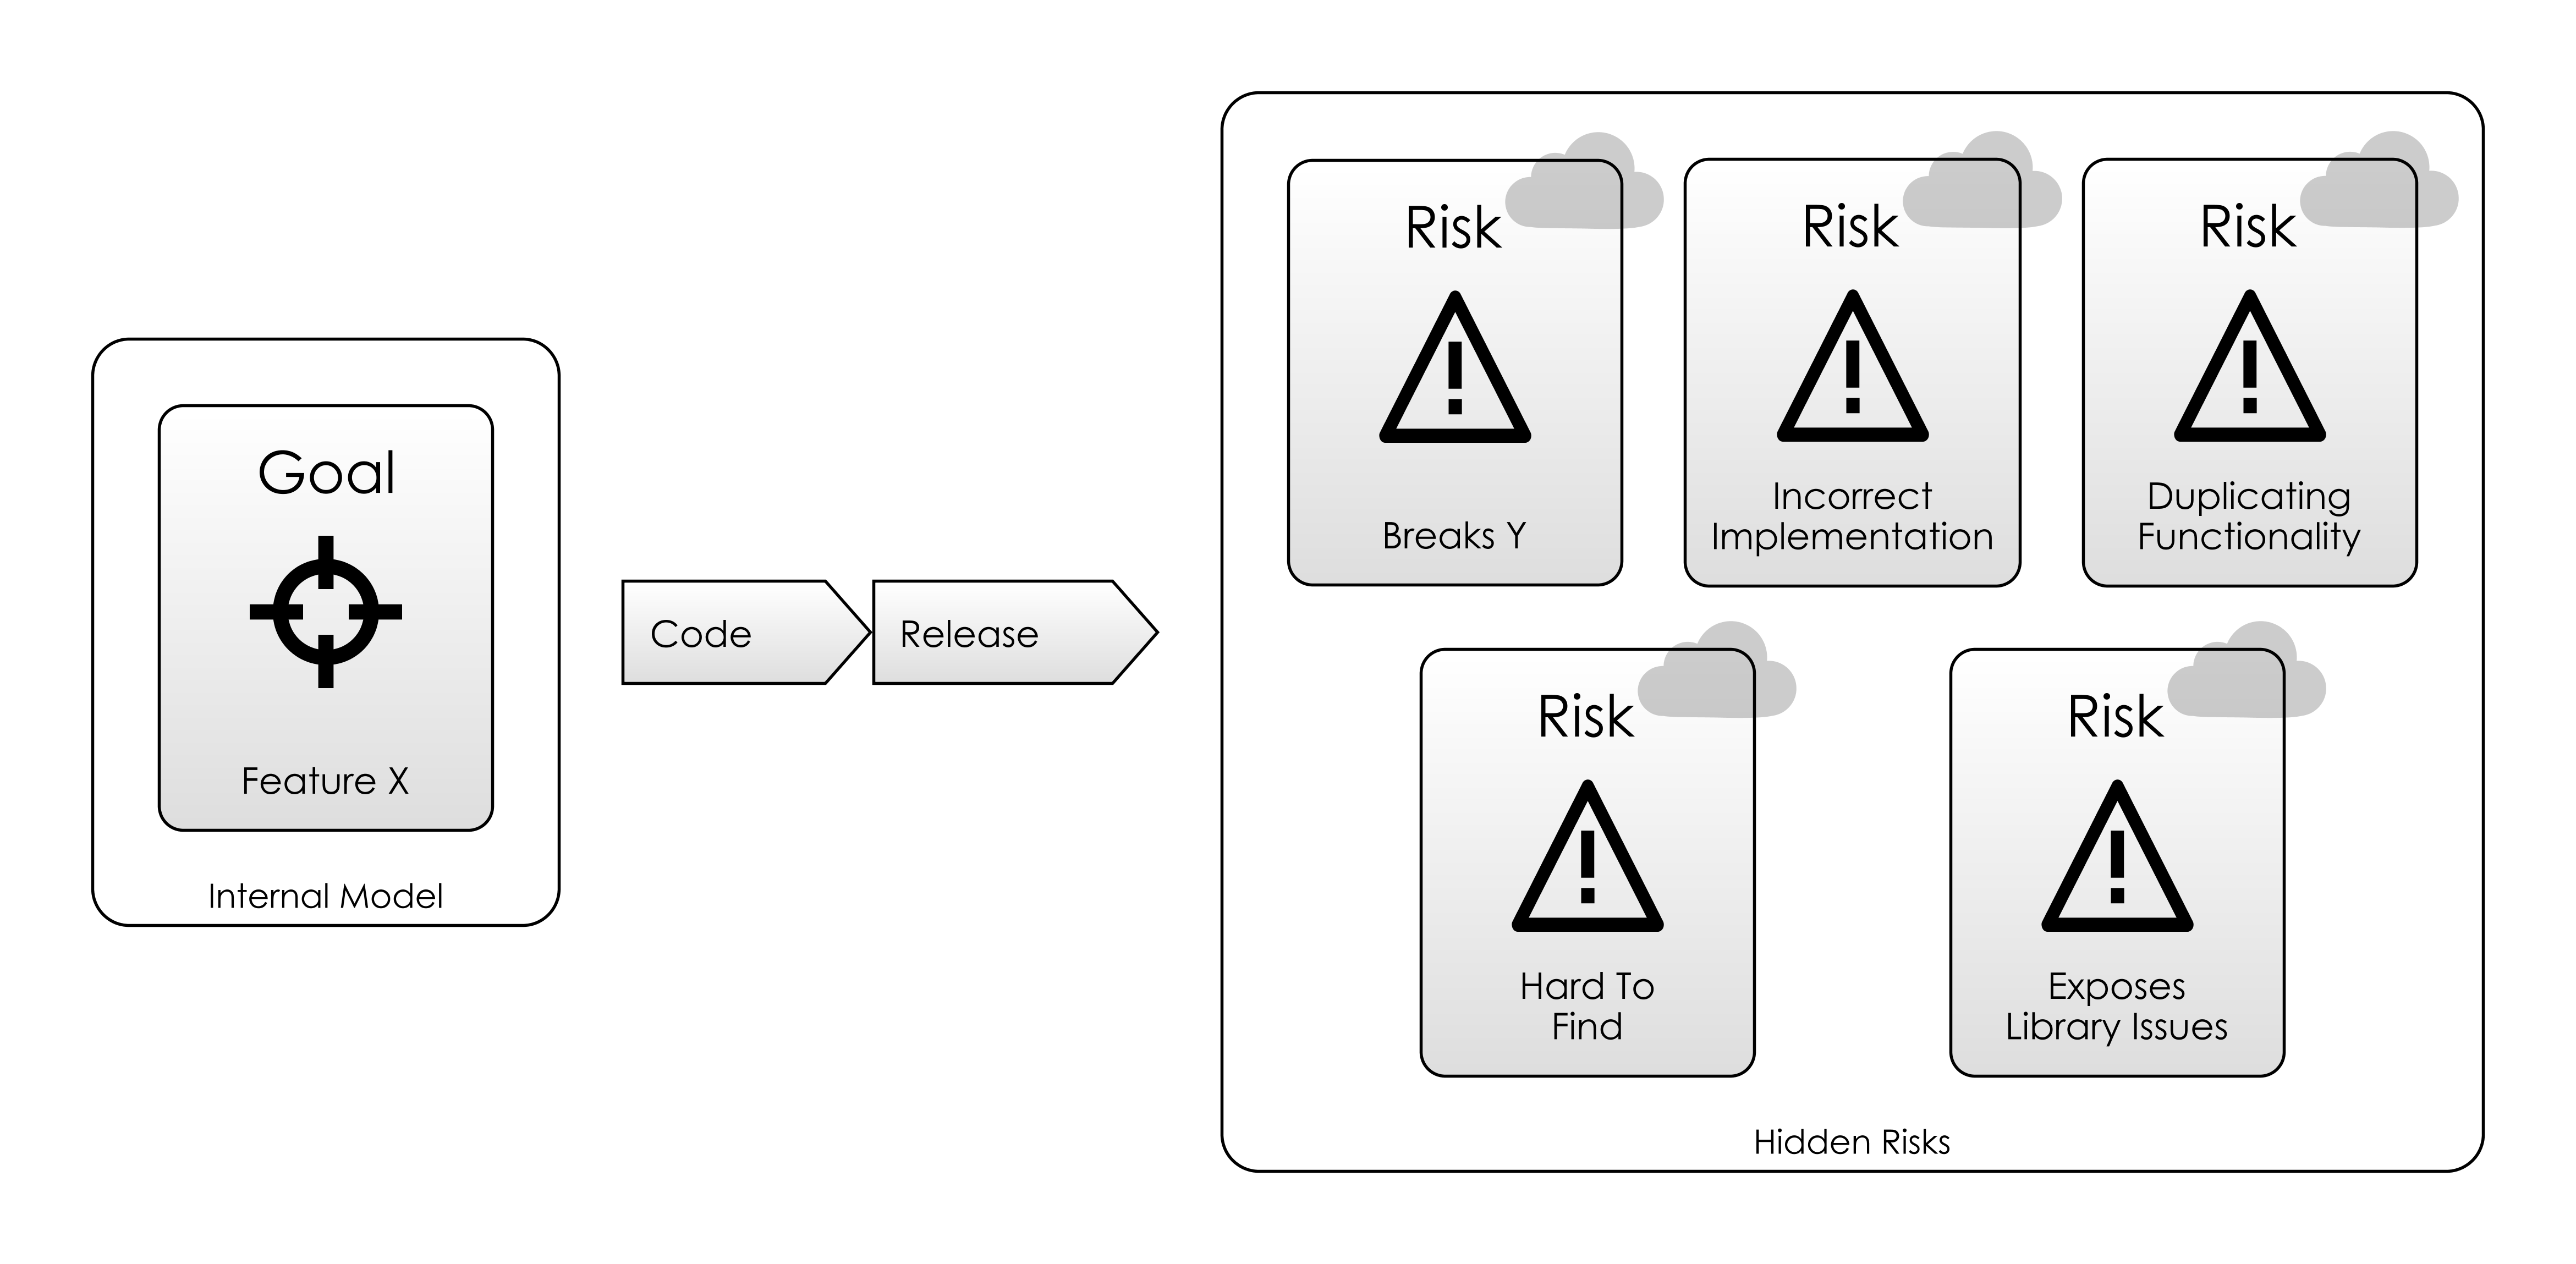 Goal
Feature X
Internal Model
Code
Release
Risk
Breaks Y
Risk
Incorrect
Implementation
Risk
Duplicating
Functionality
Risk
Hard To
Find
Risk
Exposes
Library Issues
Hidden Risks